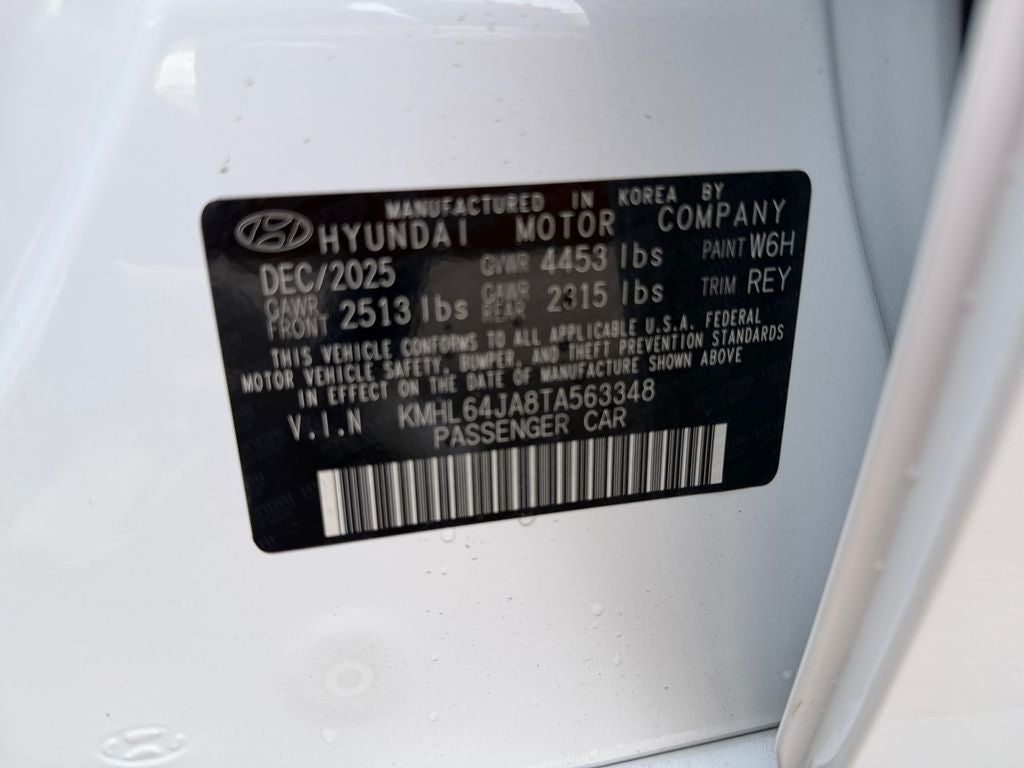 MANUFACTURED IN KOREA BY
HYUNDAI MOTOR COMPANY
DEC/2025 GVWR 4453 lbs PAINT W6H
GAWR FRONT 2513 lbs GAWR REAR 2315 lbs TRIM REY
THIS VEHICLE CONFORMS TO ALL APPLICABLE U.S.A. FEDERAL
MOTOR VEHICLE SAFETY, BUMPER, AND THEFT PREVENTION STANDARDS
IN EFFECT ON THE DATE OF MANUFACTURE SHOWN ABOVE
V.I.N KMHL64JA8TA563348
PASSENGER CAR